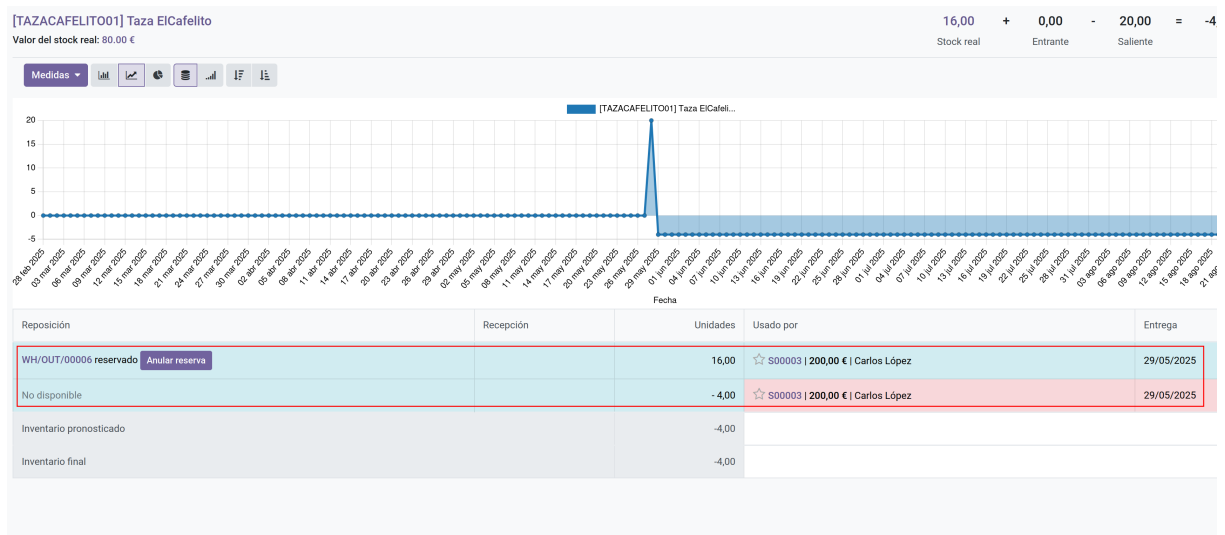 [TAZACAFELITO01] Taza ElCafelito
16,00 + 0,00 - 20,00 = -4,
Valor del stock real: 80.00 €
Stock real Entrante Saliente
Medidas
[TAZACAFELITO01] Taza ElCafeli...
20
15
10
5
0
-5
28 feb 2025 03 mar 2025 06 mar 2025 09 mar 2025 12 mar 2025 15 mar 2025 18 mar 2025 21 mar 2025 24 mar 2025 27 mar 2025 30 mar 2025 02 abr 2025 05 abr 2025 08 abr 2025 11 abr 2025 14 abr 2025 17 abr 2025 20 abr 2025 23 abr 2025 26 abr 2025 29 abr 2025 02 may 2025 05 may 2025 08 may 2025 11 may 2025 14 may 2025 17 may 2025 20 may 2025 23 may 2025 26 may 2025 29 may 2025 01 jun 2025 04 jun 2025 07 jun 2025 10 jun 2025 13 jun 2025 16 jun 2025 19 jun 2025 22 jun 2025 25 jun 2025 28 jun 2025 01 jul 2025 04 jul 2025 07 jul 2025 10 jul 2025 13 jul 2025 16 jul 2025 19 jul 2025 22 jul 2025 25 jul 2025 28 jul 2025 31 jul 2025 03 ago 2025 06 ago 2025 09 ago 2025 12 ago 2025 15 ago 2025 18 ago 2025 21 ago
Fecha
Reposición Recepción Unidades Usado por Entrega
WH/OUT/00006 reservado Anular reserva 16,00 S00003 | 200,00 € | Carlos López 29/05/2025
No disponible - 4,00 S00003 | 200,00 € | Carlos López 29/05/2025
Inventario pronosticado -4,00
Inventario final -4,00